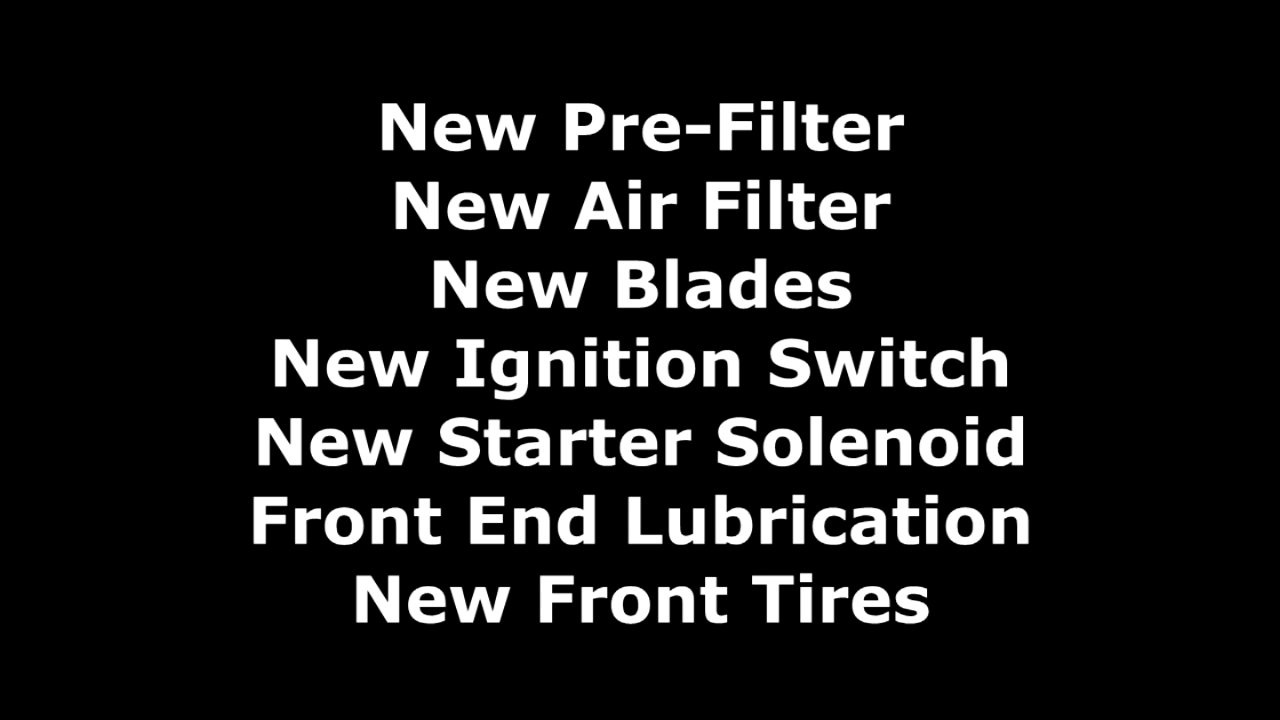 New Pre-Filter
New Air Filter
New Blades
New Ignition Switch
New Starter Solenoid
Front End Lubrication
New Front Tires